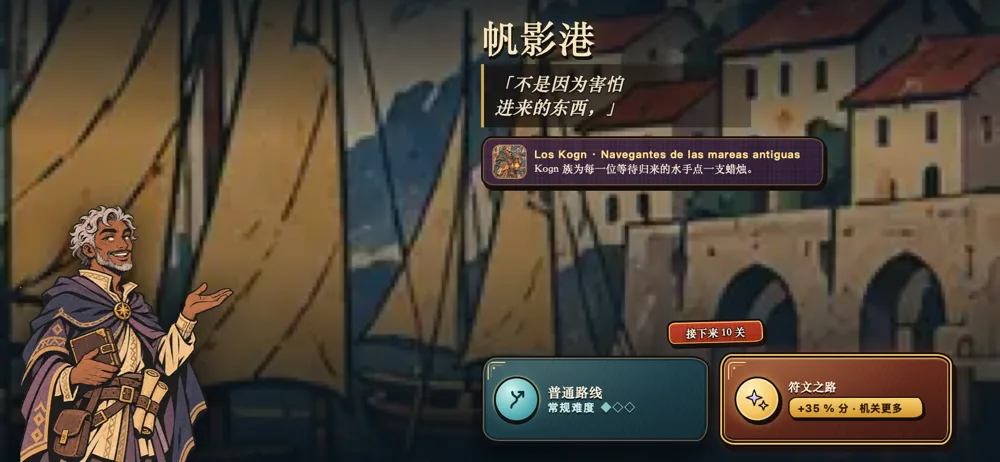 帆影港
「不是因为害怕
进来的东西，」
Los Kogn · Navegantes de las mareas antiguas
Kogn 族为每一位等待归来的水手点一支蜡烛。
接下来 10 关
普通路线
常规难度 ◆◇◇
符文之路
+35 % 分 · 机关更多